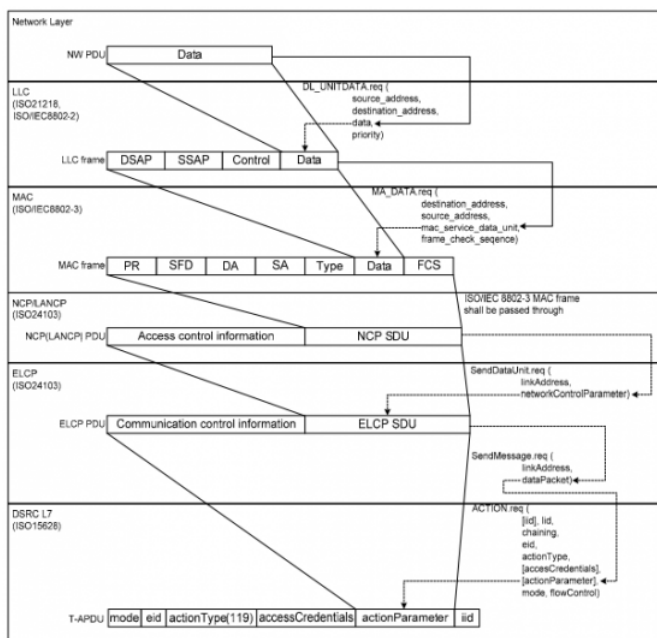 Network Layer
NW PDU
Data
LLC
(ISO21218,
ISO/IEC8802-2)
DL_UNITDATA.req (
source_address,
destination_address,
data,
priority)
LLC frame
DSAP SSAP Control Data
MAC
(ISO/IEC8802-3)
MA_DATA.req (
destination_address,
source_address,
mac_service_data_unit,
frame_check_seqence)
MAC frame
PR SFD DA SA Type Data FCS
NCP/LANCP
(ISO24103)
ISO/IEC 8802-3 MAC frame
shall be passed through
NCP(LANCP| PDU
Access control information NCP SDU
ELCP
(ISO24103)
SendDataUnit.req (
linkAddress,
networkControlParameter)
ELCP PDU
Communication control information ELCP SDU
SendMessage.req (
linkAddress,
dataPacket)
DSRC L7
(ISO15628)
ACTION.req (
[iid], lid,
chaining,
eid,
actionType,
[accesCredentials],
[actionParameter],
mode, flowControl)
T-APDU
mode eid actionType(119) accessCredentials actionParameter iid